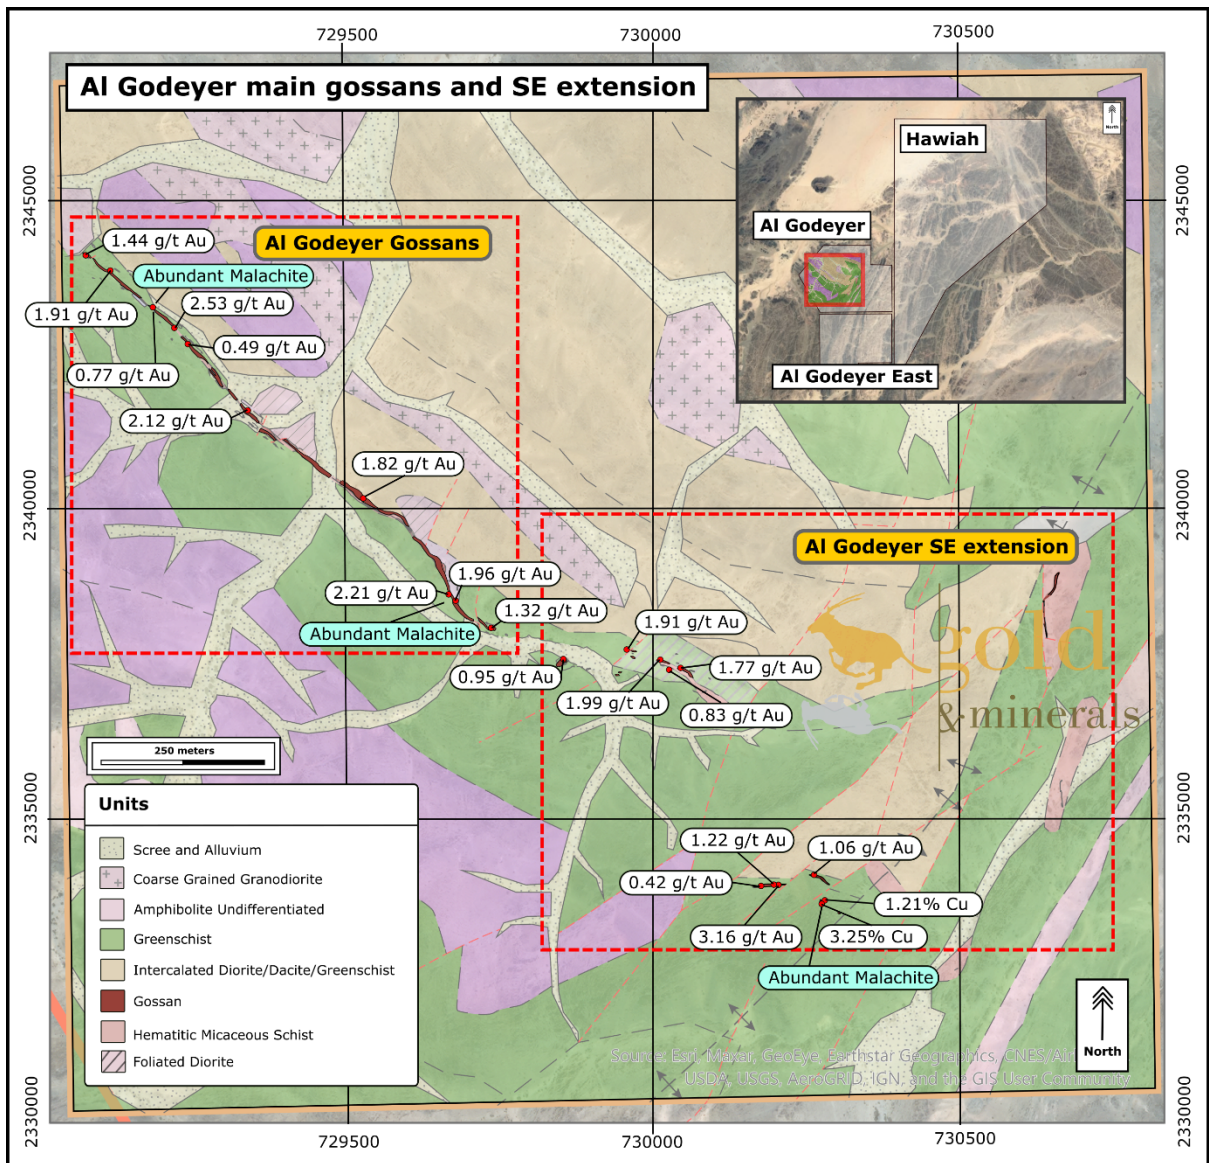 729500
730000
730500
Al Godeyer main gossans and SE extension
North
Hawiah
2345000
2345000
Al Godeyer
1.44 g/t Au
Al Godeyer Gossans
Abundant Malachite
2.53 g/t Au
1.91 g/t Au
0.49 g/t Au
0.77 g/t Au
Al Godeyer East
2.12 g/t Au
1.82 g/t Au
2340000
2340000
Al Godeyer SE extension
1.96 g/t Au
2.21 g/t Au
1.32 g/t Au
Abundant Malachite
1.91 g/t Au
gold
& minerals
0.95 g/t Au
1.77 g/t Au
1.99 g/t Au
0.83 g/t Au
250 meters
2335000
2335000
Units
Scree and Alluvium
Coarse Grained Granodiorite
Amphibolite Undifferentiated
Greenschist
Intercalated Diorite/Dacite/Greenschist
Gossan
Hematitic Micaceous Schist
Foliated Diorite
1.22 g/t Au
1.06 g/t Au
0.42 g/t Au
1.21% Cu
3.16 g/t Au
3.25% Cu
Abundant Malachite
North
Source: Esri, Maxar, GeoEye, Earthstar Geographics, CNES/Air
USDA, USGS, AeroGRID, IGN, and the GIS User Community
2330000
2330000
729500
730000
730500